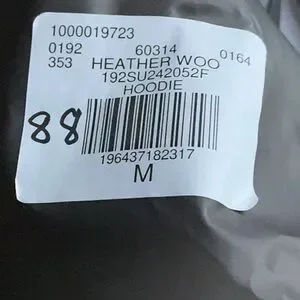 1000019723
0192 60314 0164
353 HEATHER WOO
192SU242052F
HOODIE
88
196437182317
M